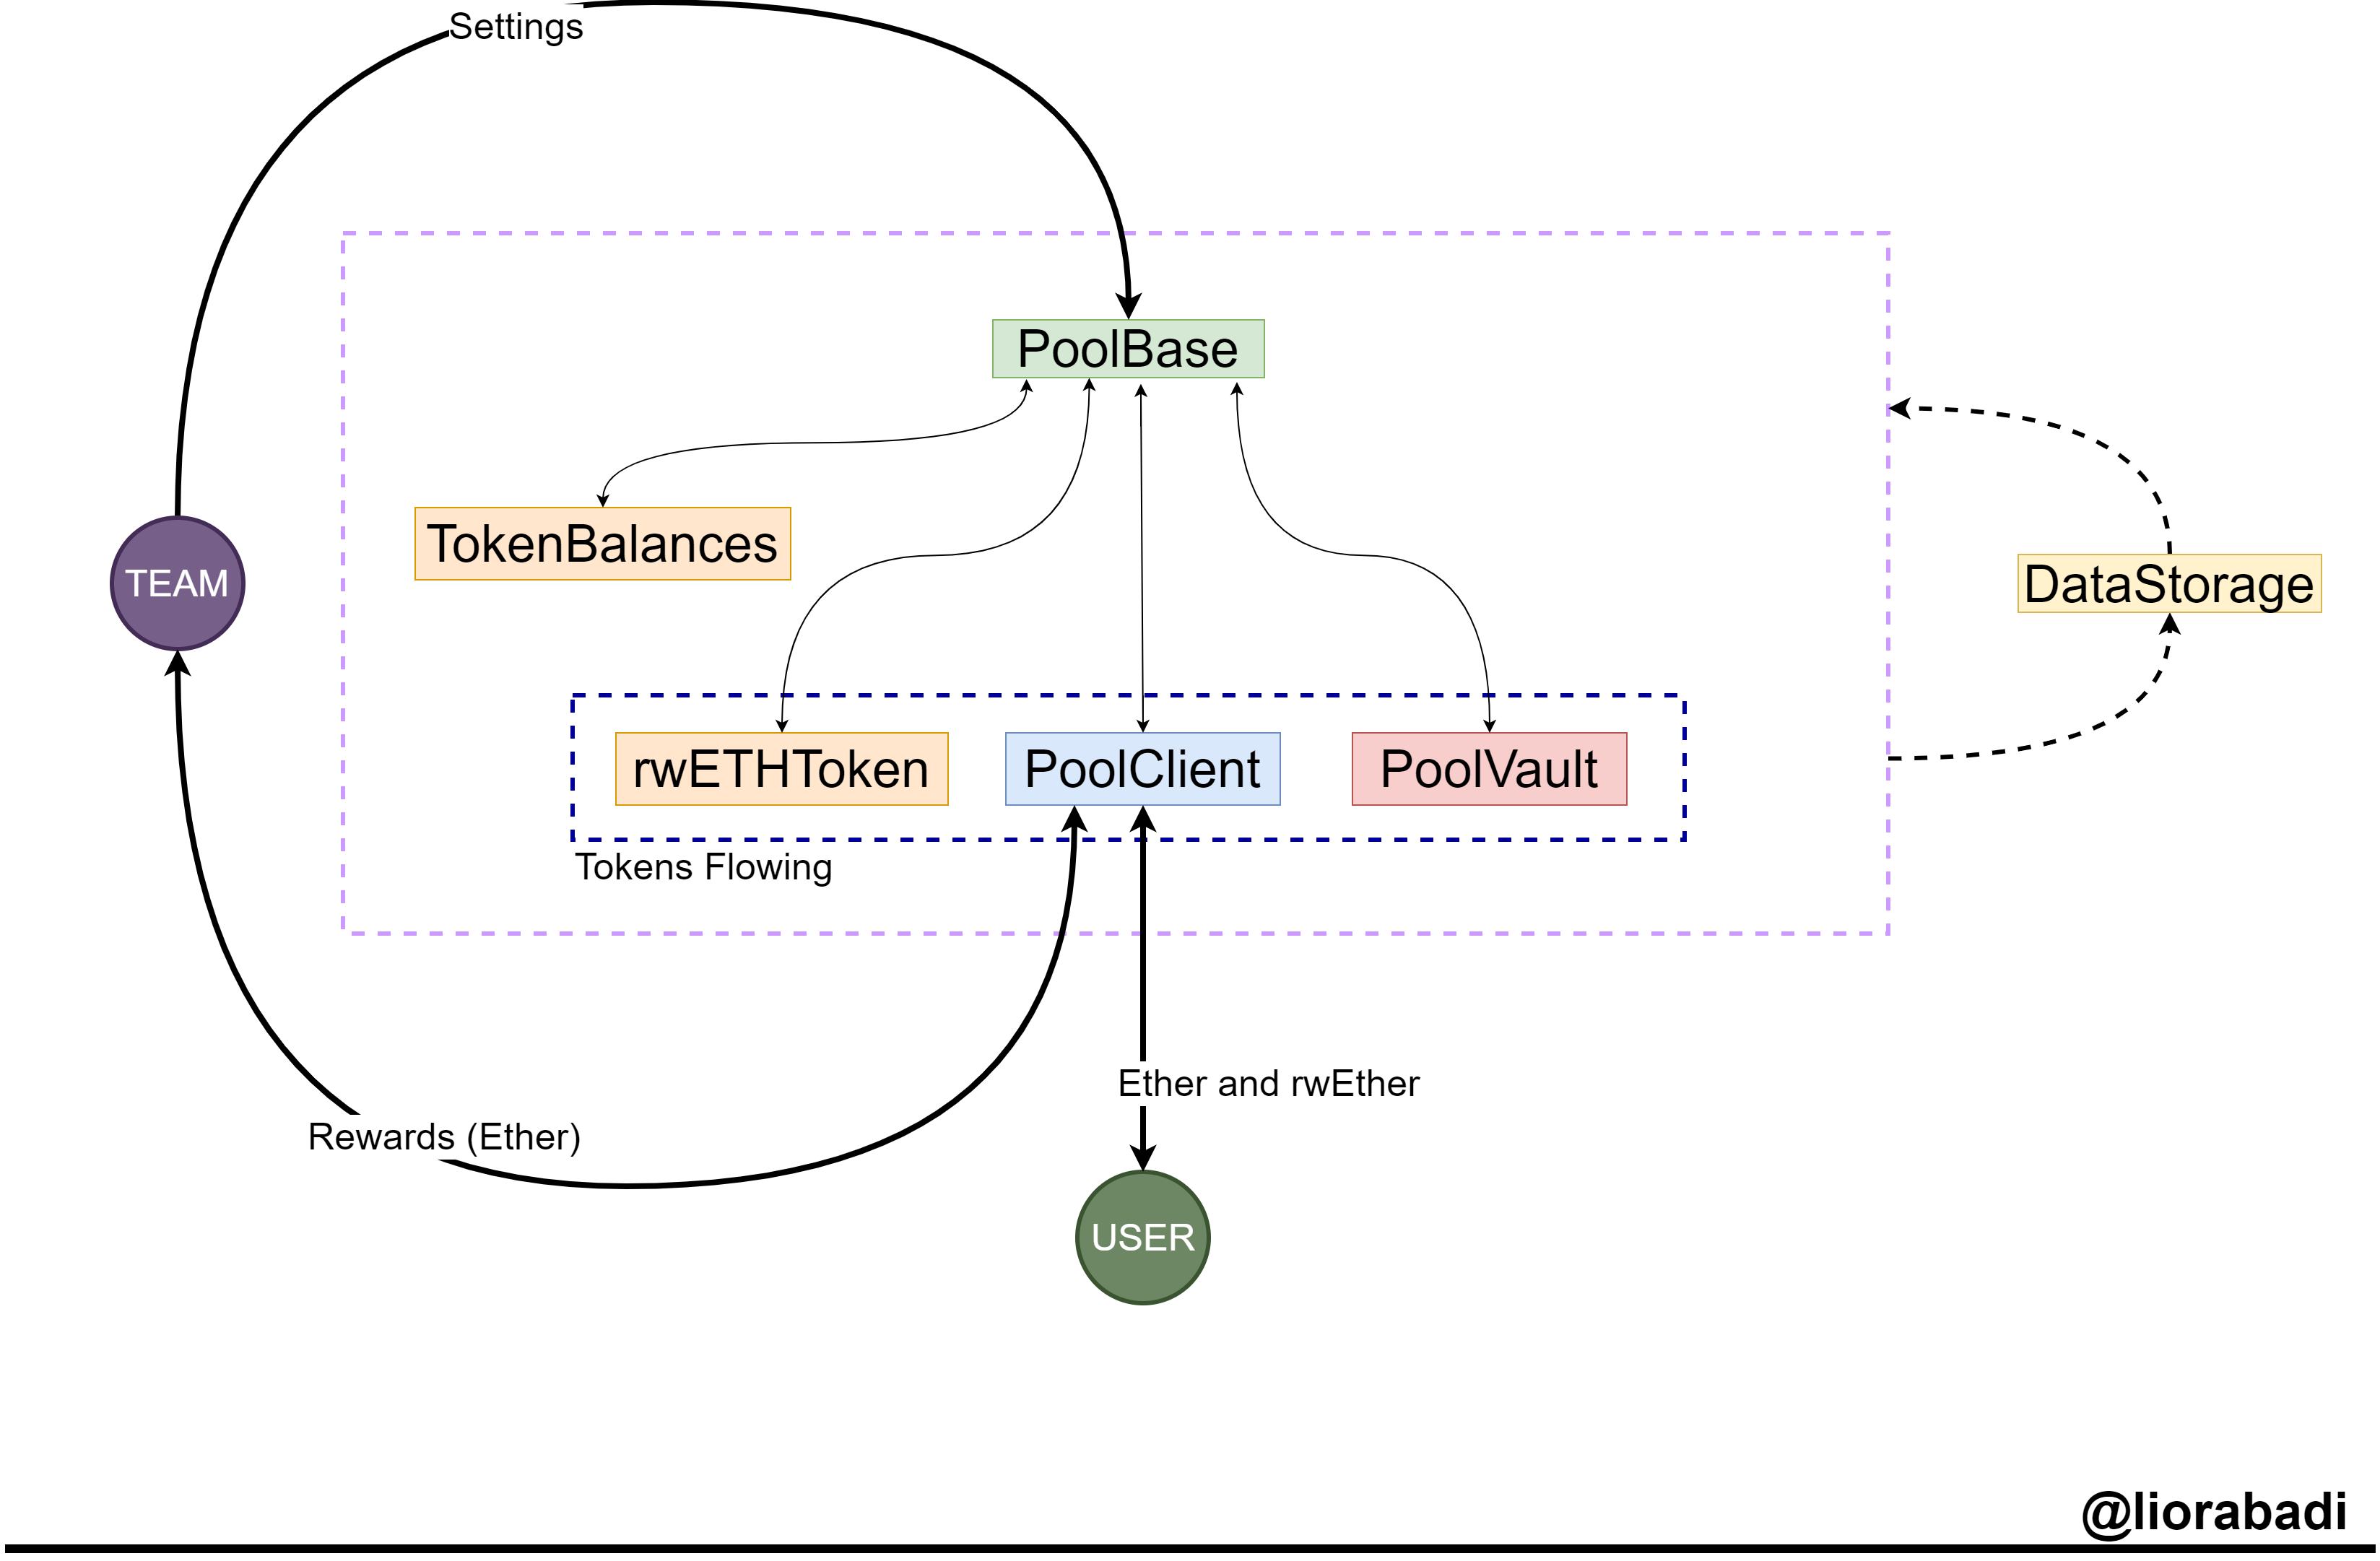 Settings
PoolBase
TokenBalances
TEAM
DataStorage
rwETHToken
PoolClient
PoolVault
Tokens Flowing
Ether and rwEther
Rewards (Ether)
USER
@liorabadi